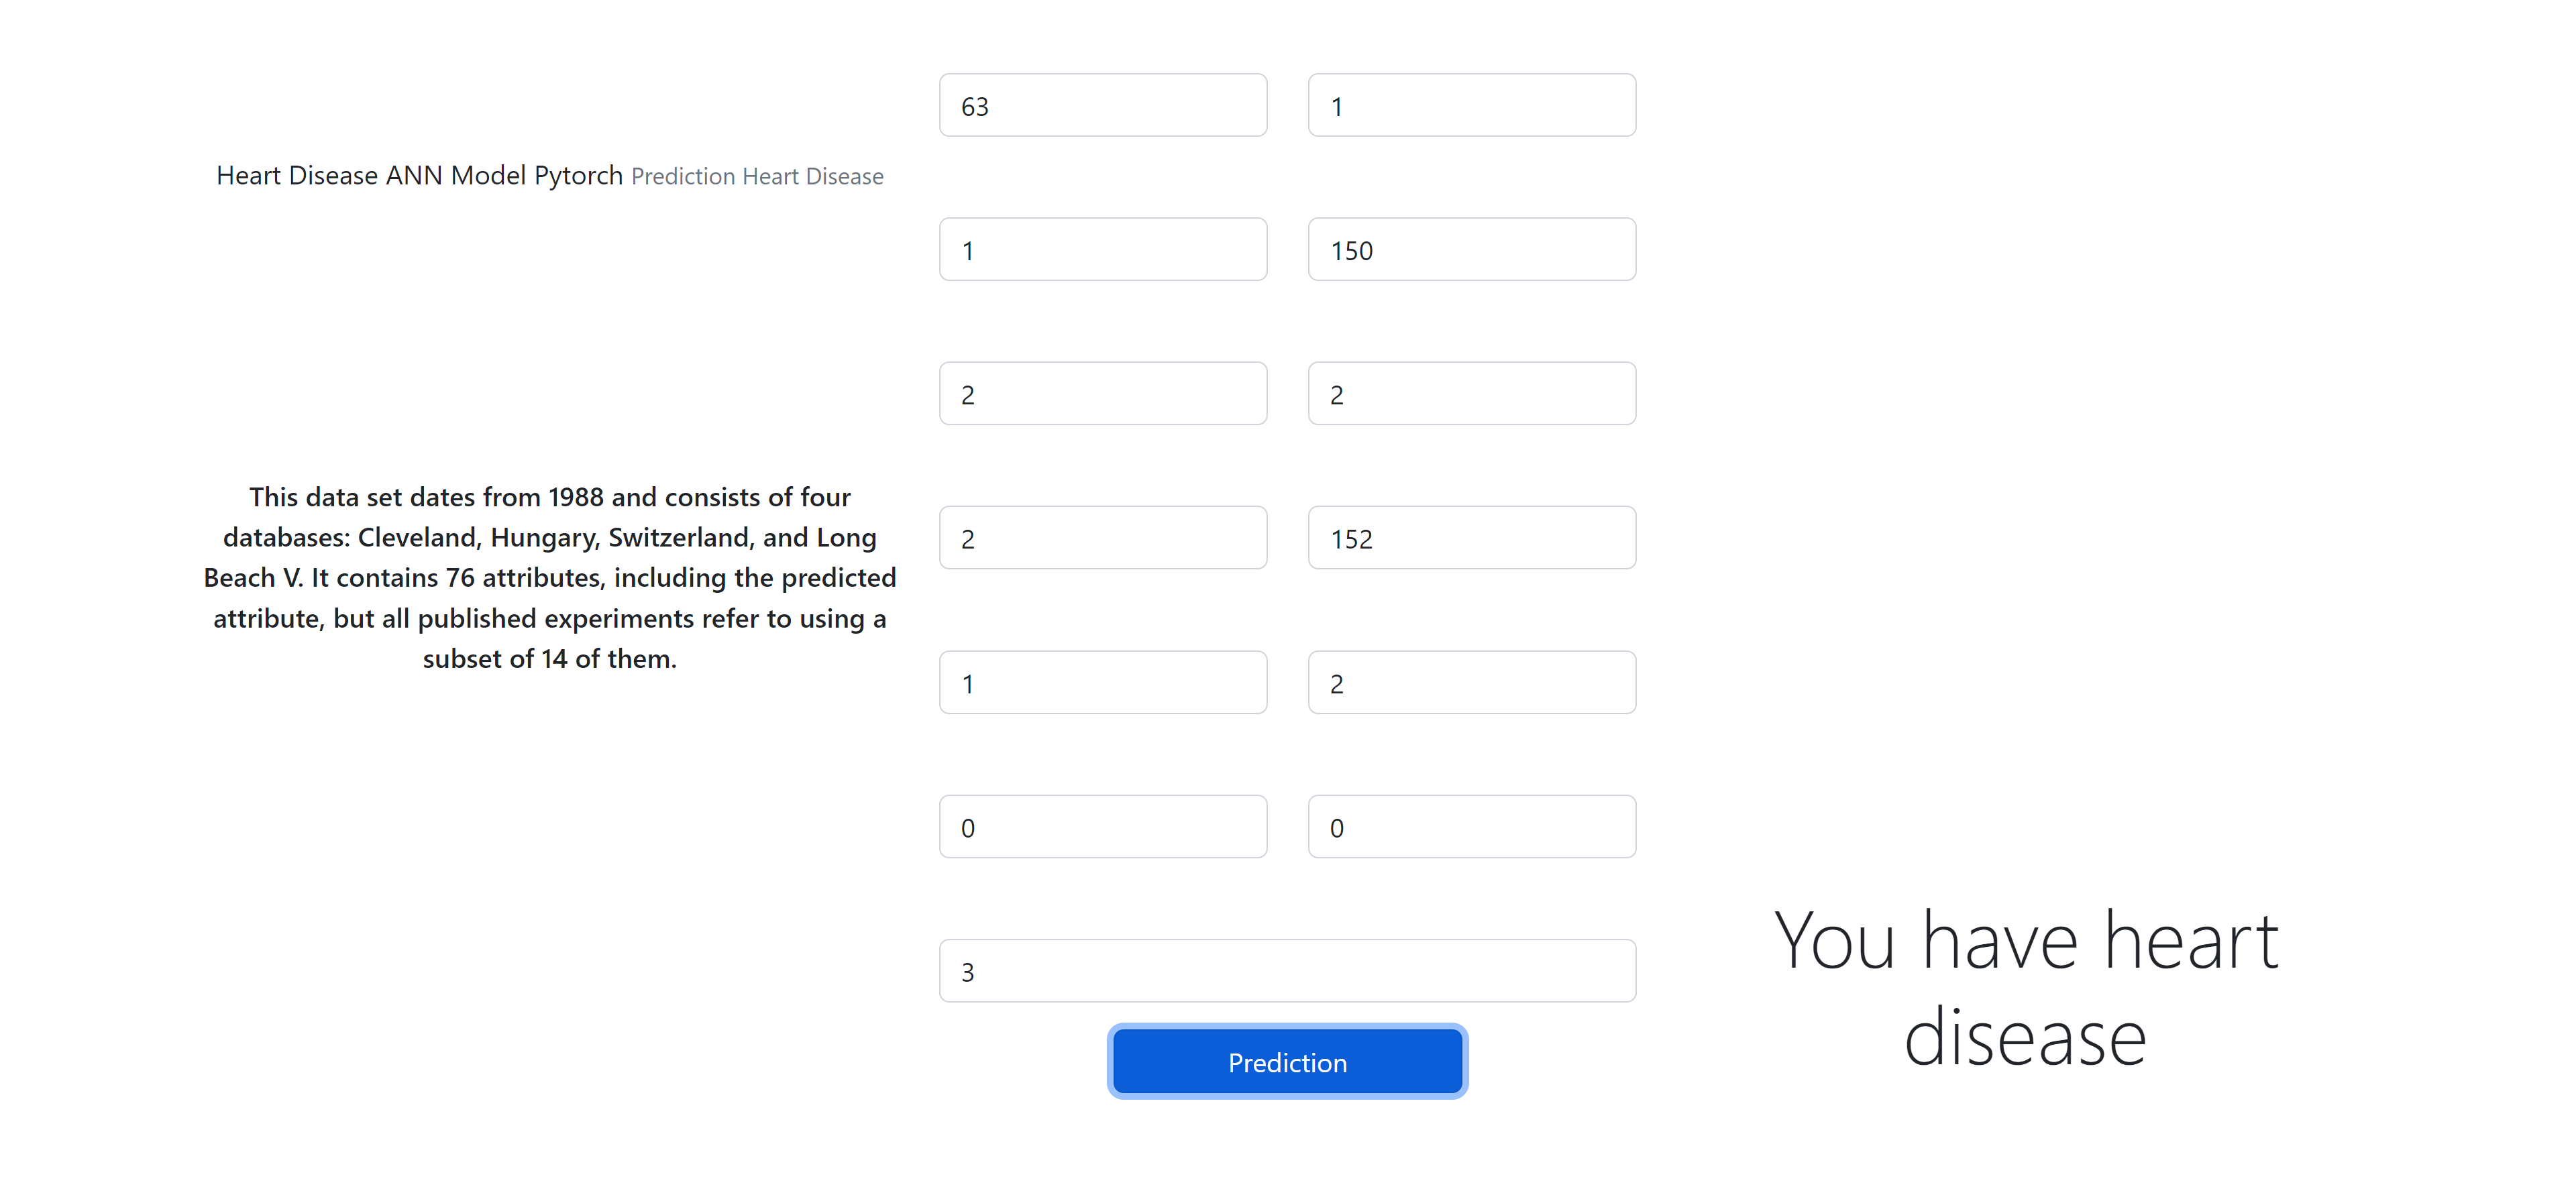 Heart Disease ANN Model Pytorch Prediction Heart Disease
This data set dates from 1988 and consists of four
databases: Cleveland, Hungary, Switzerland, and Long
Beach V. It contains 76 attributes, including the predicted
attribute, but all published experiments refer to using a
subset of 14 of them.
63 1
1 150
2 2
2 152
1 2
0 0
3
Prediction
You have heart
disease